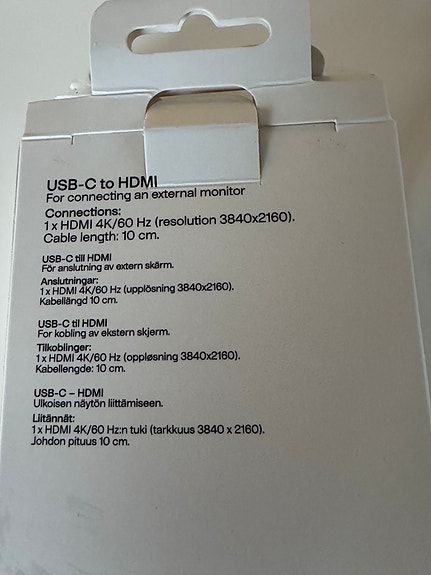 USB-C to HDMI
For connecting an external monitor
Connections:
1 x HDMI 4K/60 Hz (resolution 3840x2160).
Cable length: 10 cm.
USB-C till HDMI
För anslutning av extern skärm.
Anslutningar:
1 x HDMI 4K/60 Hz (upplösning 3840x2160).
Kabellängd 10 cm.
USB-C til HDMI
For kobling av ekstern skjerm.
Tilkoblinger:
1 x HDMI 4K/60 Hz (oppløsning 3840x2160).
Kabellengde: 10 cm.
USB-C – HDMI
Ulkoisen näytön liittämiseen.
Liitännät:
1 x HDMI 4K/60 Hz:n tuki (tarkkuus 3840 x 2160).
Johdon pituus 10 cm.